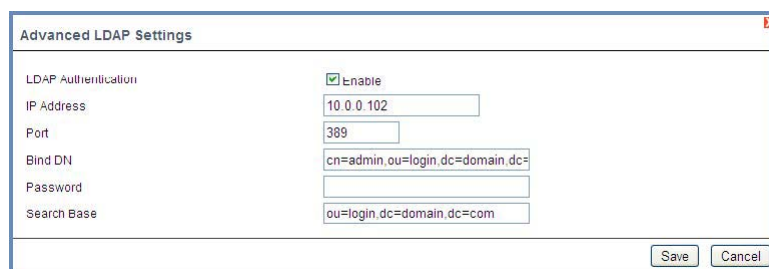 Advanced LDAP Settings
LDAP Authentication Enable
IP Address 10.0.0.102
Port 389
Bind DN cn=admin,ou=login,dc=domain,dc=
Password
Search Base ou=login,dc=domain,dc=com
Save Cancel